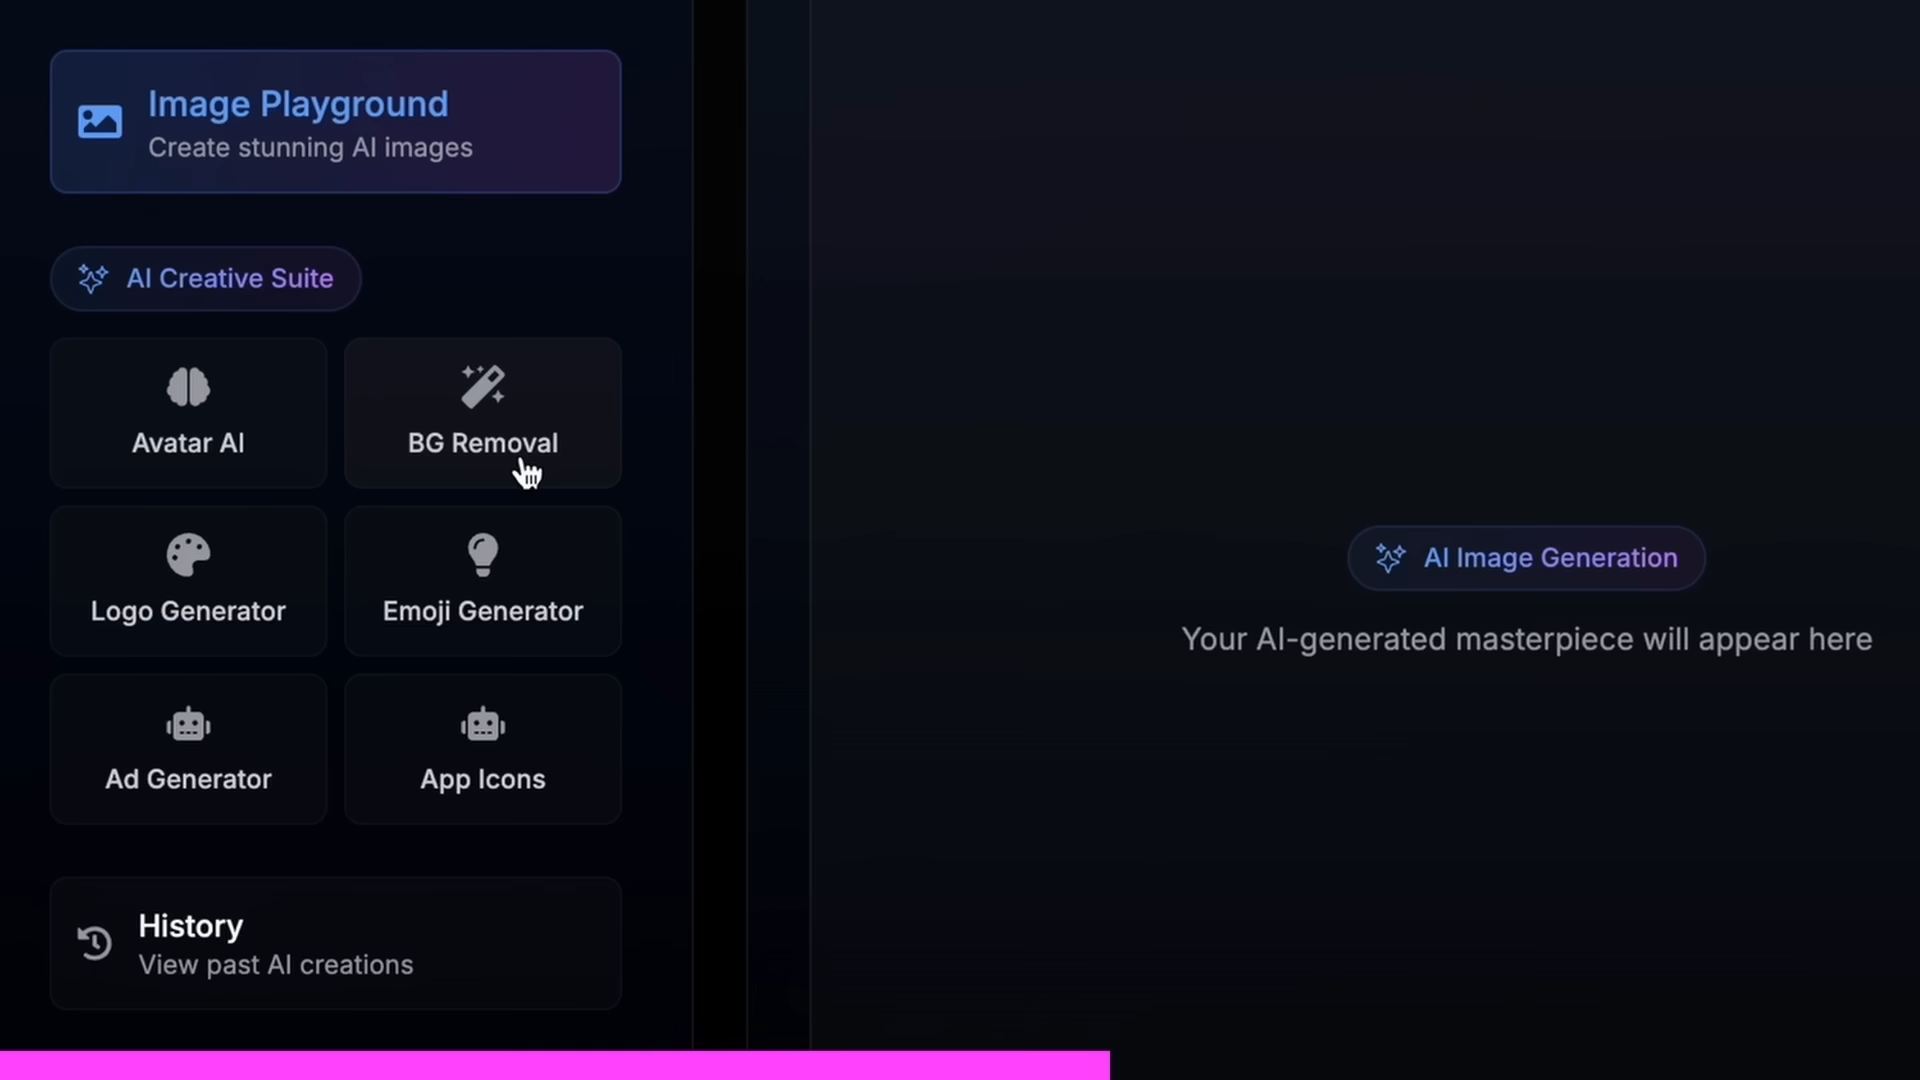 Image Playground
Create stunning AI images
AI Creative Suite
Avatar AI
BG Removal
Logo Generator
Emoji Generator
Ad Generator
App Icons
History
View past AI creations
AI Image Generation
Your AI-generated masterpiece will appear here